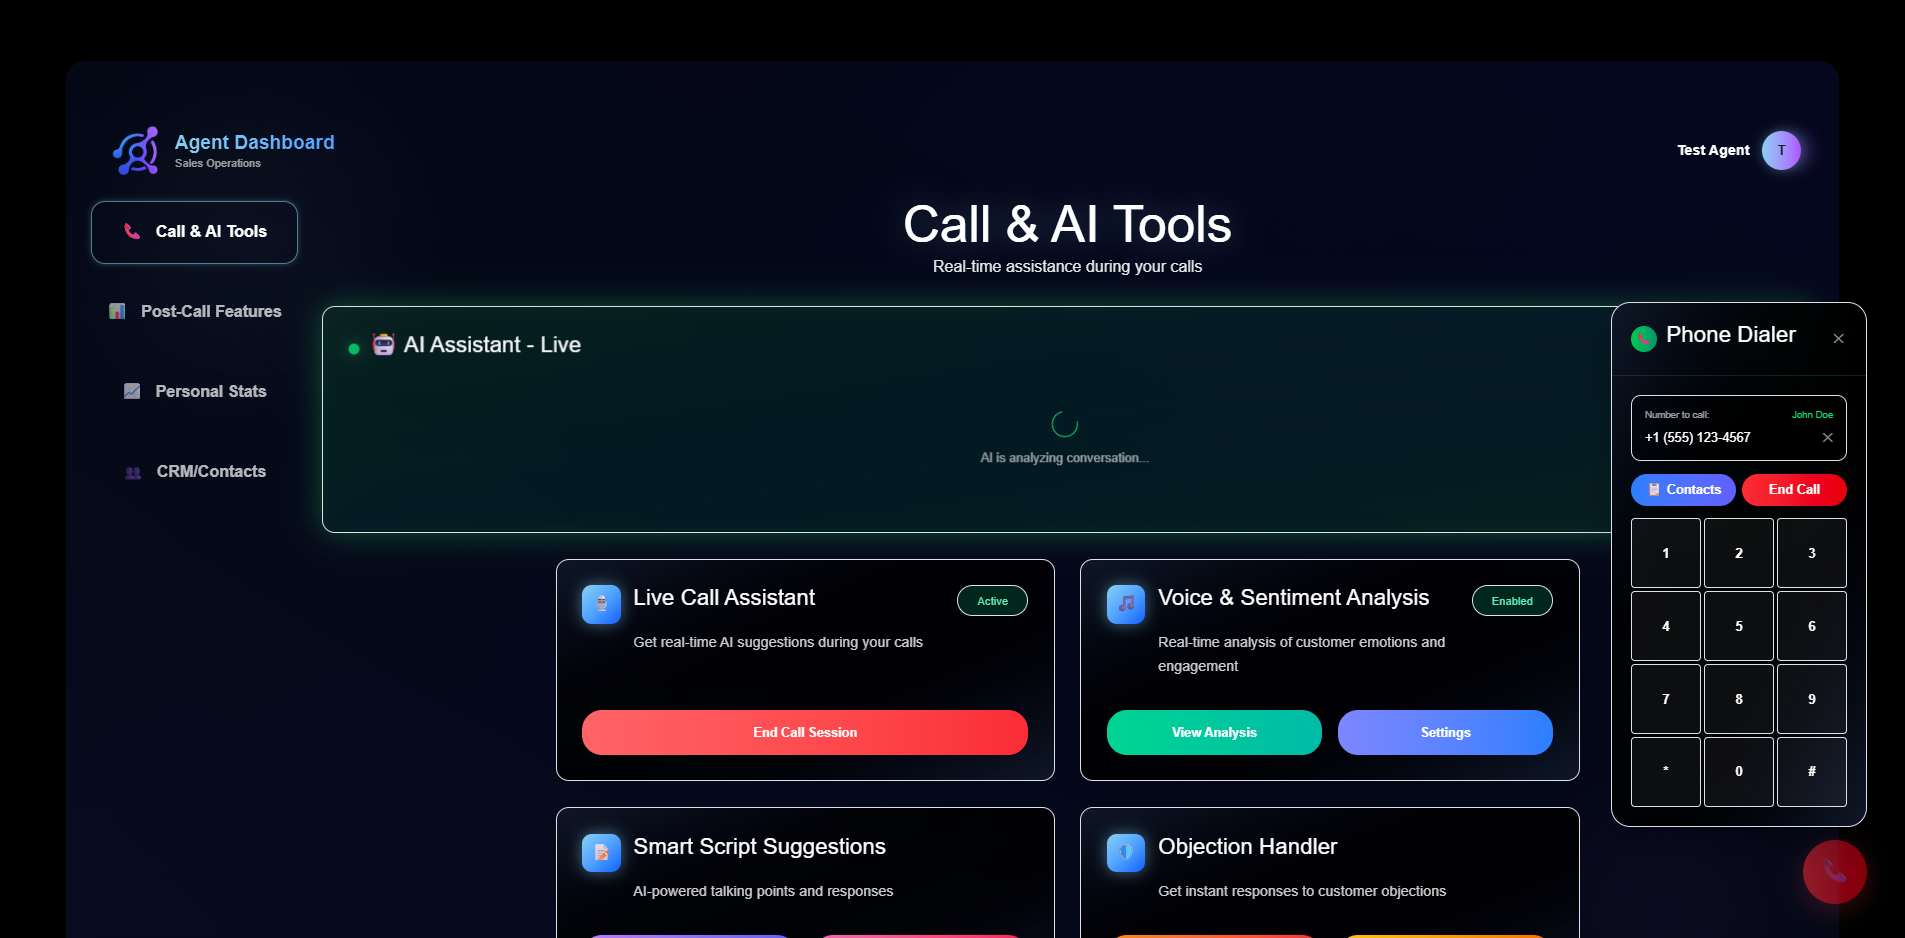 Agent Dashboard
Sales Operations
Test Agent
T
Call & AI Tools
Post-Call Features
Personal Stats
CRM/Contacts
Call & AI Tools
Real-time assistance during your calls
AI Assistant - Live
AI is analyzing conversation...
Live Call Assistant
Active
Get real-time AI suggestions during your calls
End Call Session
Voice & Sentiment Analysis
Enabled
Real-time analysis of customer emotions and
engagement
View Analysis
Settings
Smart Script Suggestions
AI-powered talking points and responses
Objection Handler
Get instant responses to customer objections
Phone Dialer
Number to call:
John Doe
+1 (555) 123-4567
Contacts
End Call
1 2 3
4 5 6
7 8 9
* 0 #